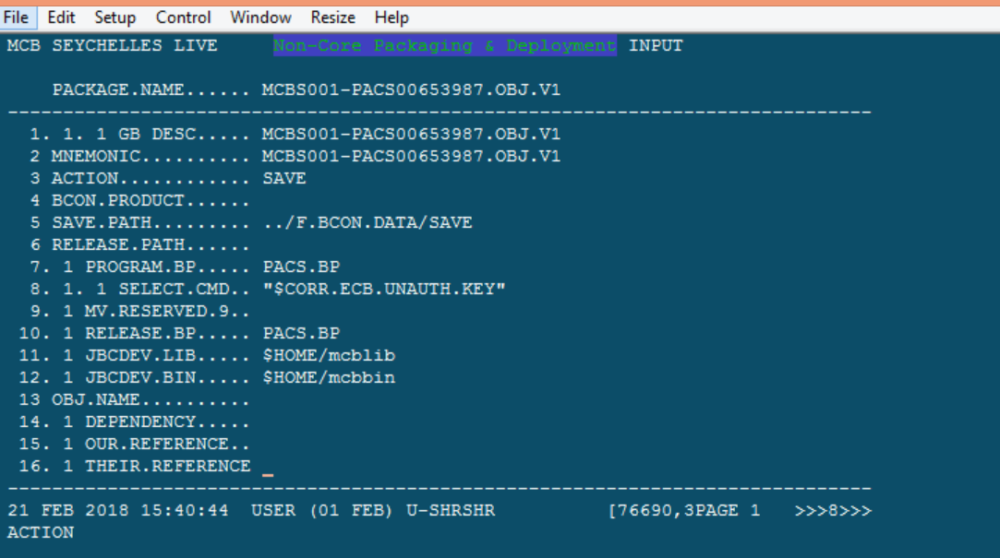 File Edit Setup Control Window Resize Help
MCB SEYCHELLES LIVE Non-Core Packaging & Deployment INPUT
PACKAGE.NAME...... MCBS001-PACS00653987.OBJ.V1
------------------------------------------------------------------------------
1. 1. 1 GB DESC..... MCBS001-PACS00653987.OBJ.V1
2 MNEMONIC.......... MCBS001-PACS00653987.OBJ.V1
3 ACTION............ SAVE
4 BCON.PRODUCT......
5 SAVE.PATH......... ../F.BCON.DATA/SAVE
6 RELEASE.PATH......
7. 1 PROGRAM.BP..... PACS.BP
8. 1. 1 SELECT.CMD.. "$CORR.ECB.UNAUTH.KEY"
9. 1 MV.RESERVED.9..
10. 1 RELEASE.BP..... PACS.BP
11. 1 JBCDEV.LIB..... $HOME/mcblib
12. 1 JBCDEV.BIN..... $HOME/mcbbin
13 OBJ.NAME..........
14. 1 DEPENDENCY.....
15. 1 OUR.REFERENCE..
16. 1 THEIR.REFERENCE _
------------------------------------------------------------------------------
21 FEB 2018 15:40:44 USER (01 FEB) U-SHRSHR [76690,3PAGE 1 >>>8>>>
ACTION